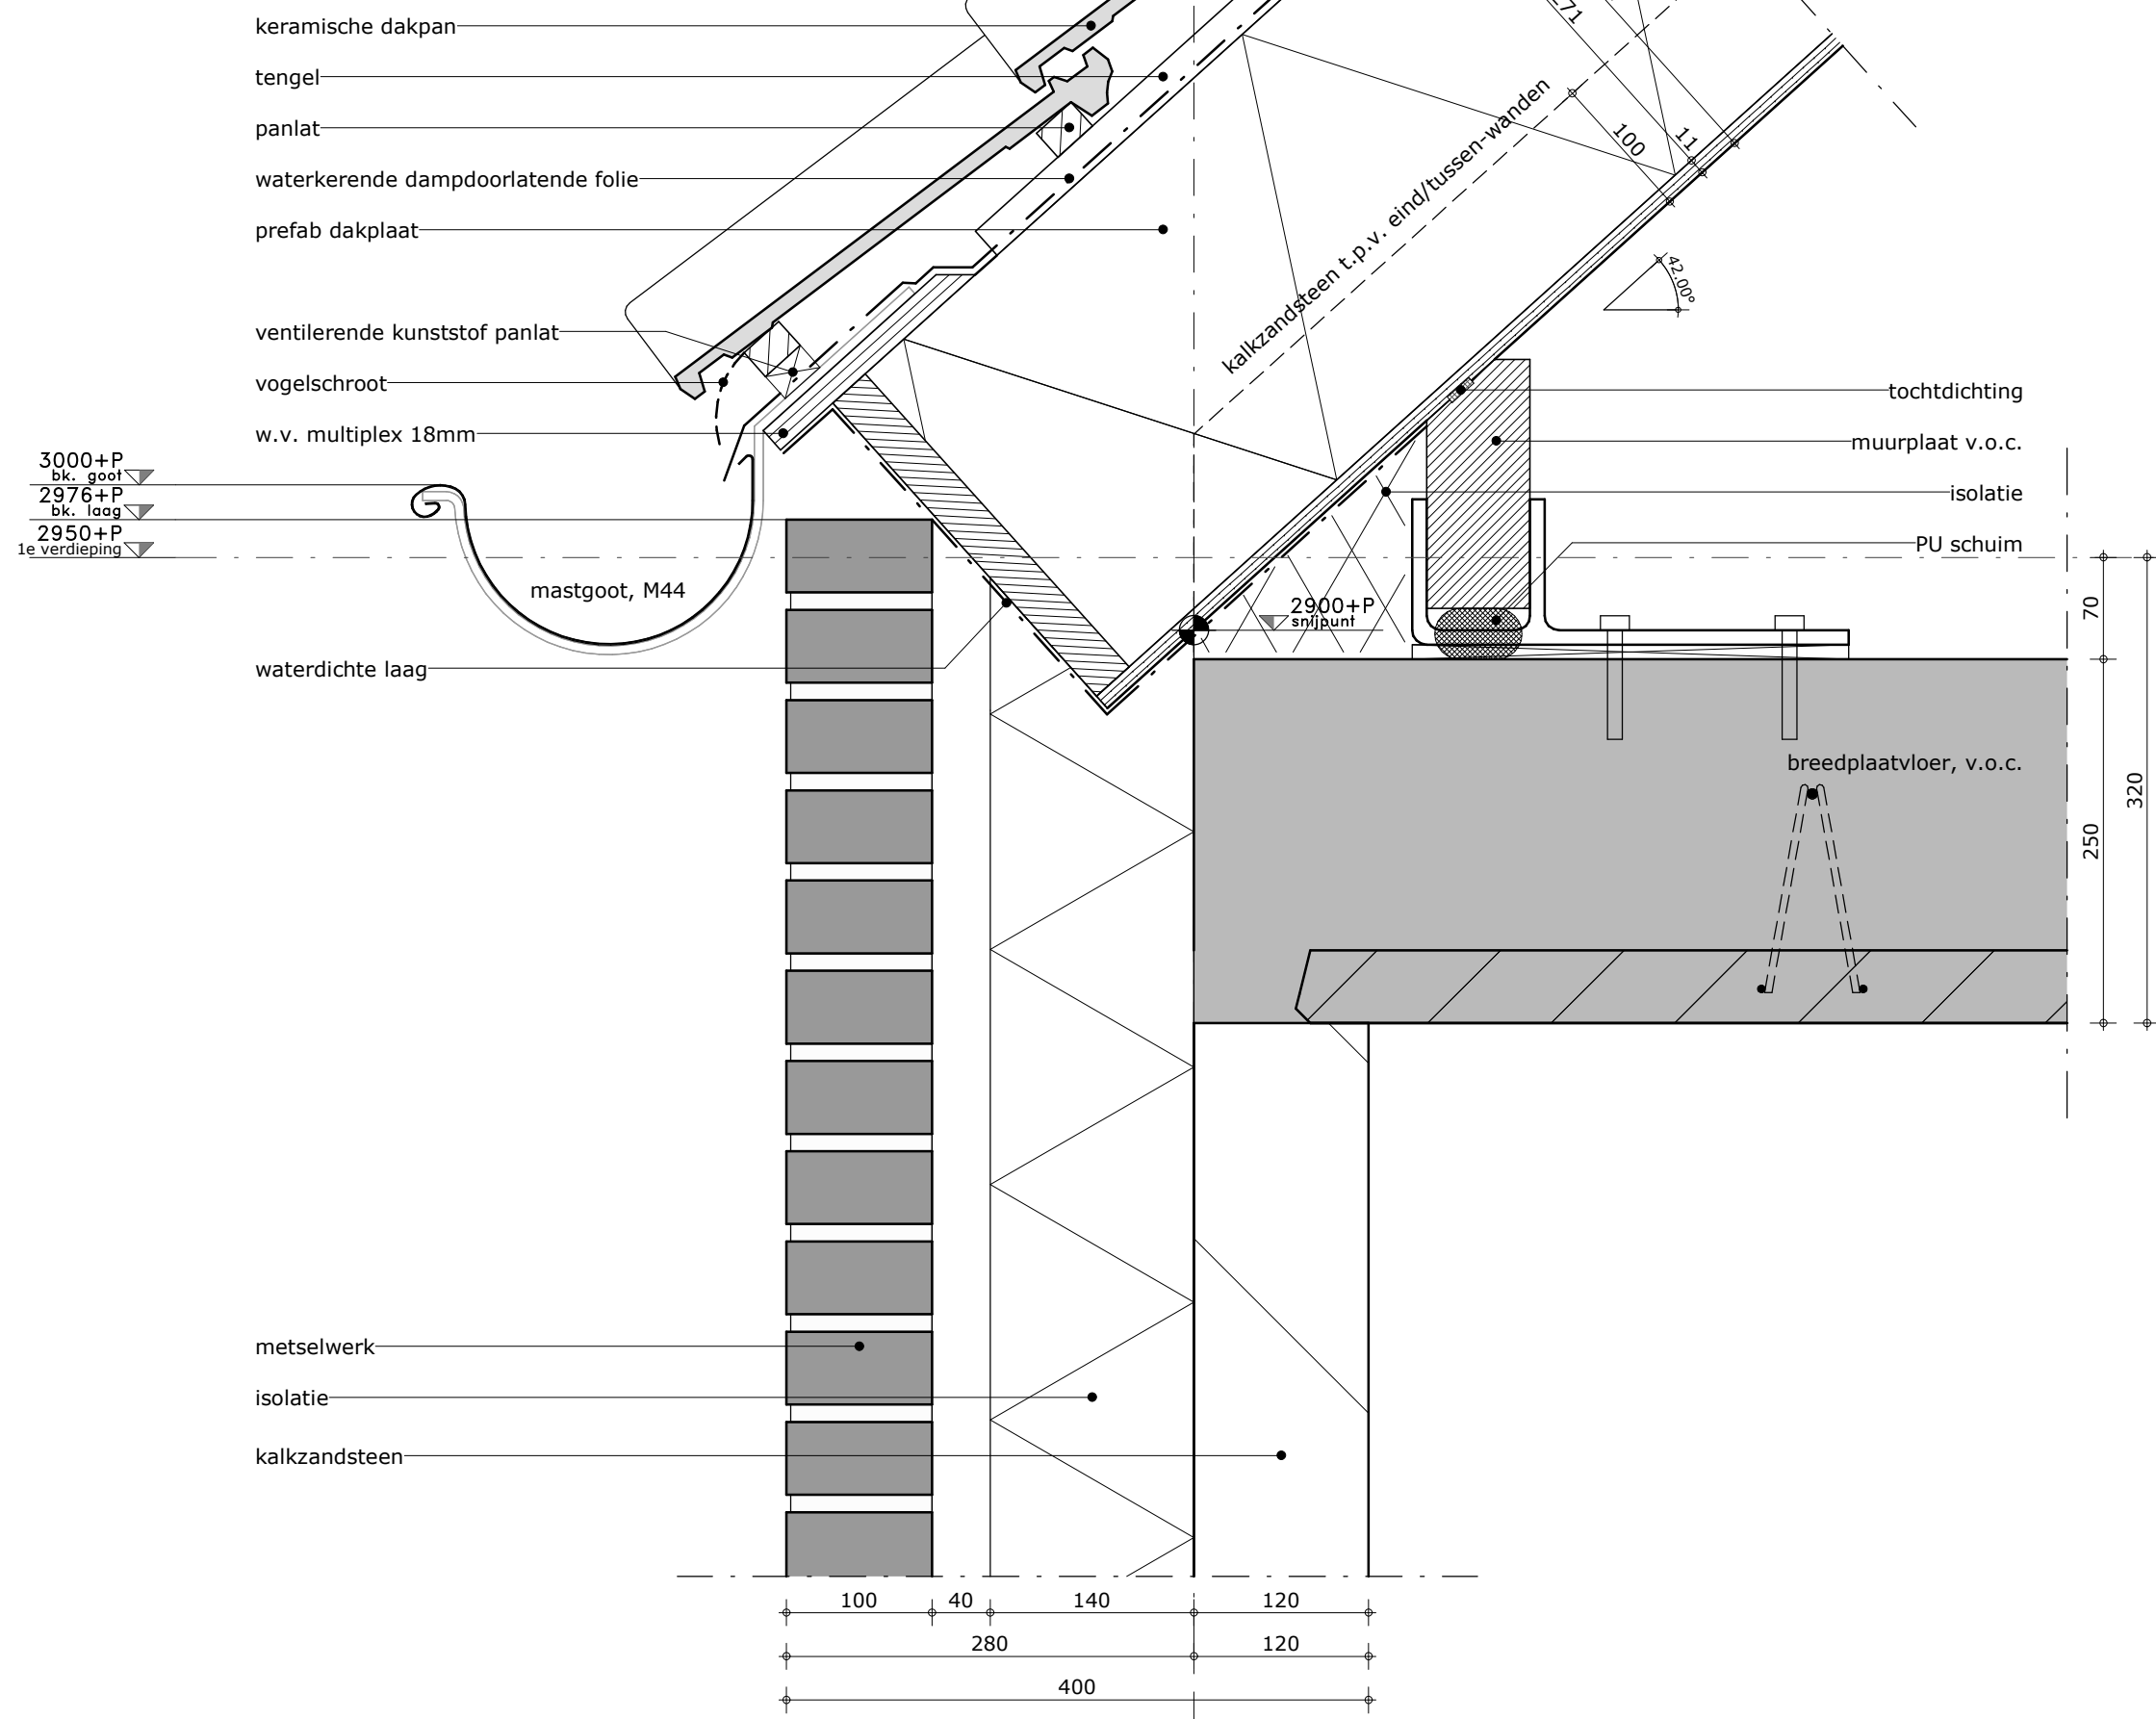 keramische dakpan
tengel
panlat
waterkerende dampdoorlatende folie
prefab dakplaat
ventilerende kunststof panlat
vogelschroot
w.v. multiplex 18mm
3000+P
bk. goot
2976+P
bk. laag
2950+P
1e verdieping
mastgoot, M44
waterdichte laag
metselwerk
isolatie
kalkzandsteen
kalkzandsteen t.p.v. eind/tussen-wanden
100
11
42.00°
tochtdichting
muurplaat v.o.c.
isolatie
PU schuim
2900+P
snijpunt
breedplaatvloer, v.o.c.
70
250
320
100
40
140
120
280
120
400